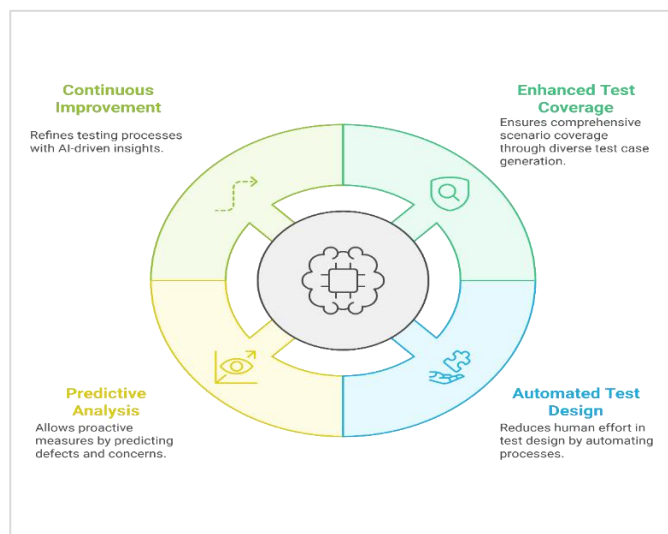 Continuous
Improvement
Refines testing processes
with AI-driven insights.
Enhanced Test
Coverage
Ensures comprehensive
scenario coverage
through diverse test case
generation.
Predictive
Analysis
Allows proactive
measures by predicting
defects and concerns.
Automated Test
Design
Reduces human effort in
test design by automating
processes.